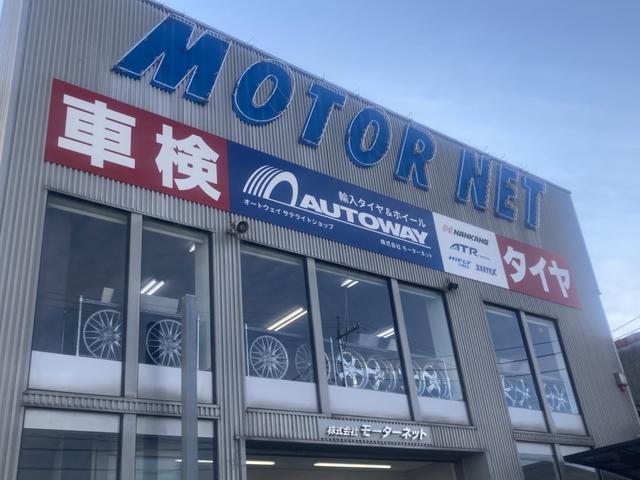 MOTOR NET
車検
輸入タイヤ&ホイール
AUTOWAY
オートウェイ サテライトショップ
株式会社 モーターネット
NANKANG
ATR
HIFLY
ZEETEX
タイヤ
株式会社 モーターネット